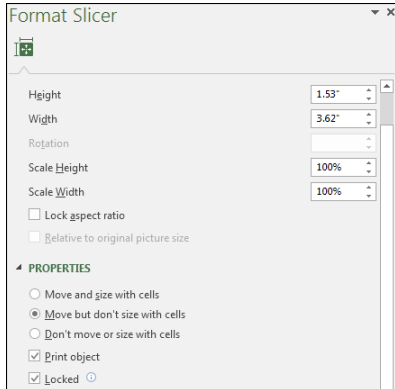 Format Slicer
Height 1.53"
Width 3.62"
Rotation
Scale Height 100%
Scale Width 100%
Lock aspect ratio
Relative to original picture size
PROPERTIES
Move and size with cells
Move but don't size with cells
Don't move or size with cells
Print object
Locked